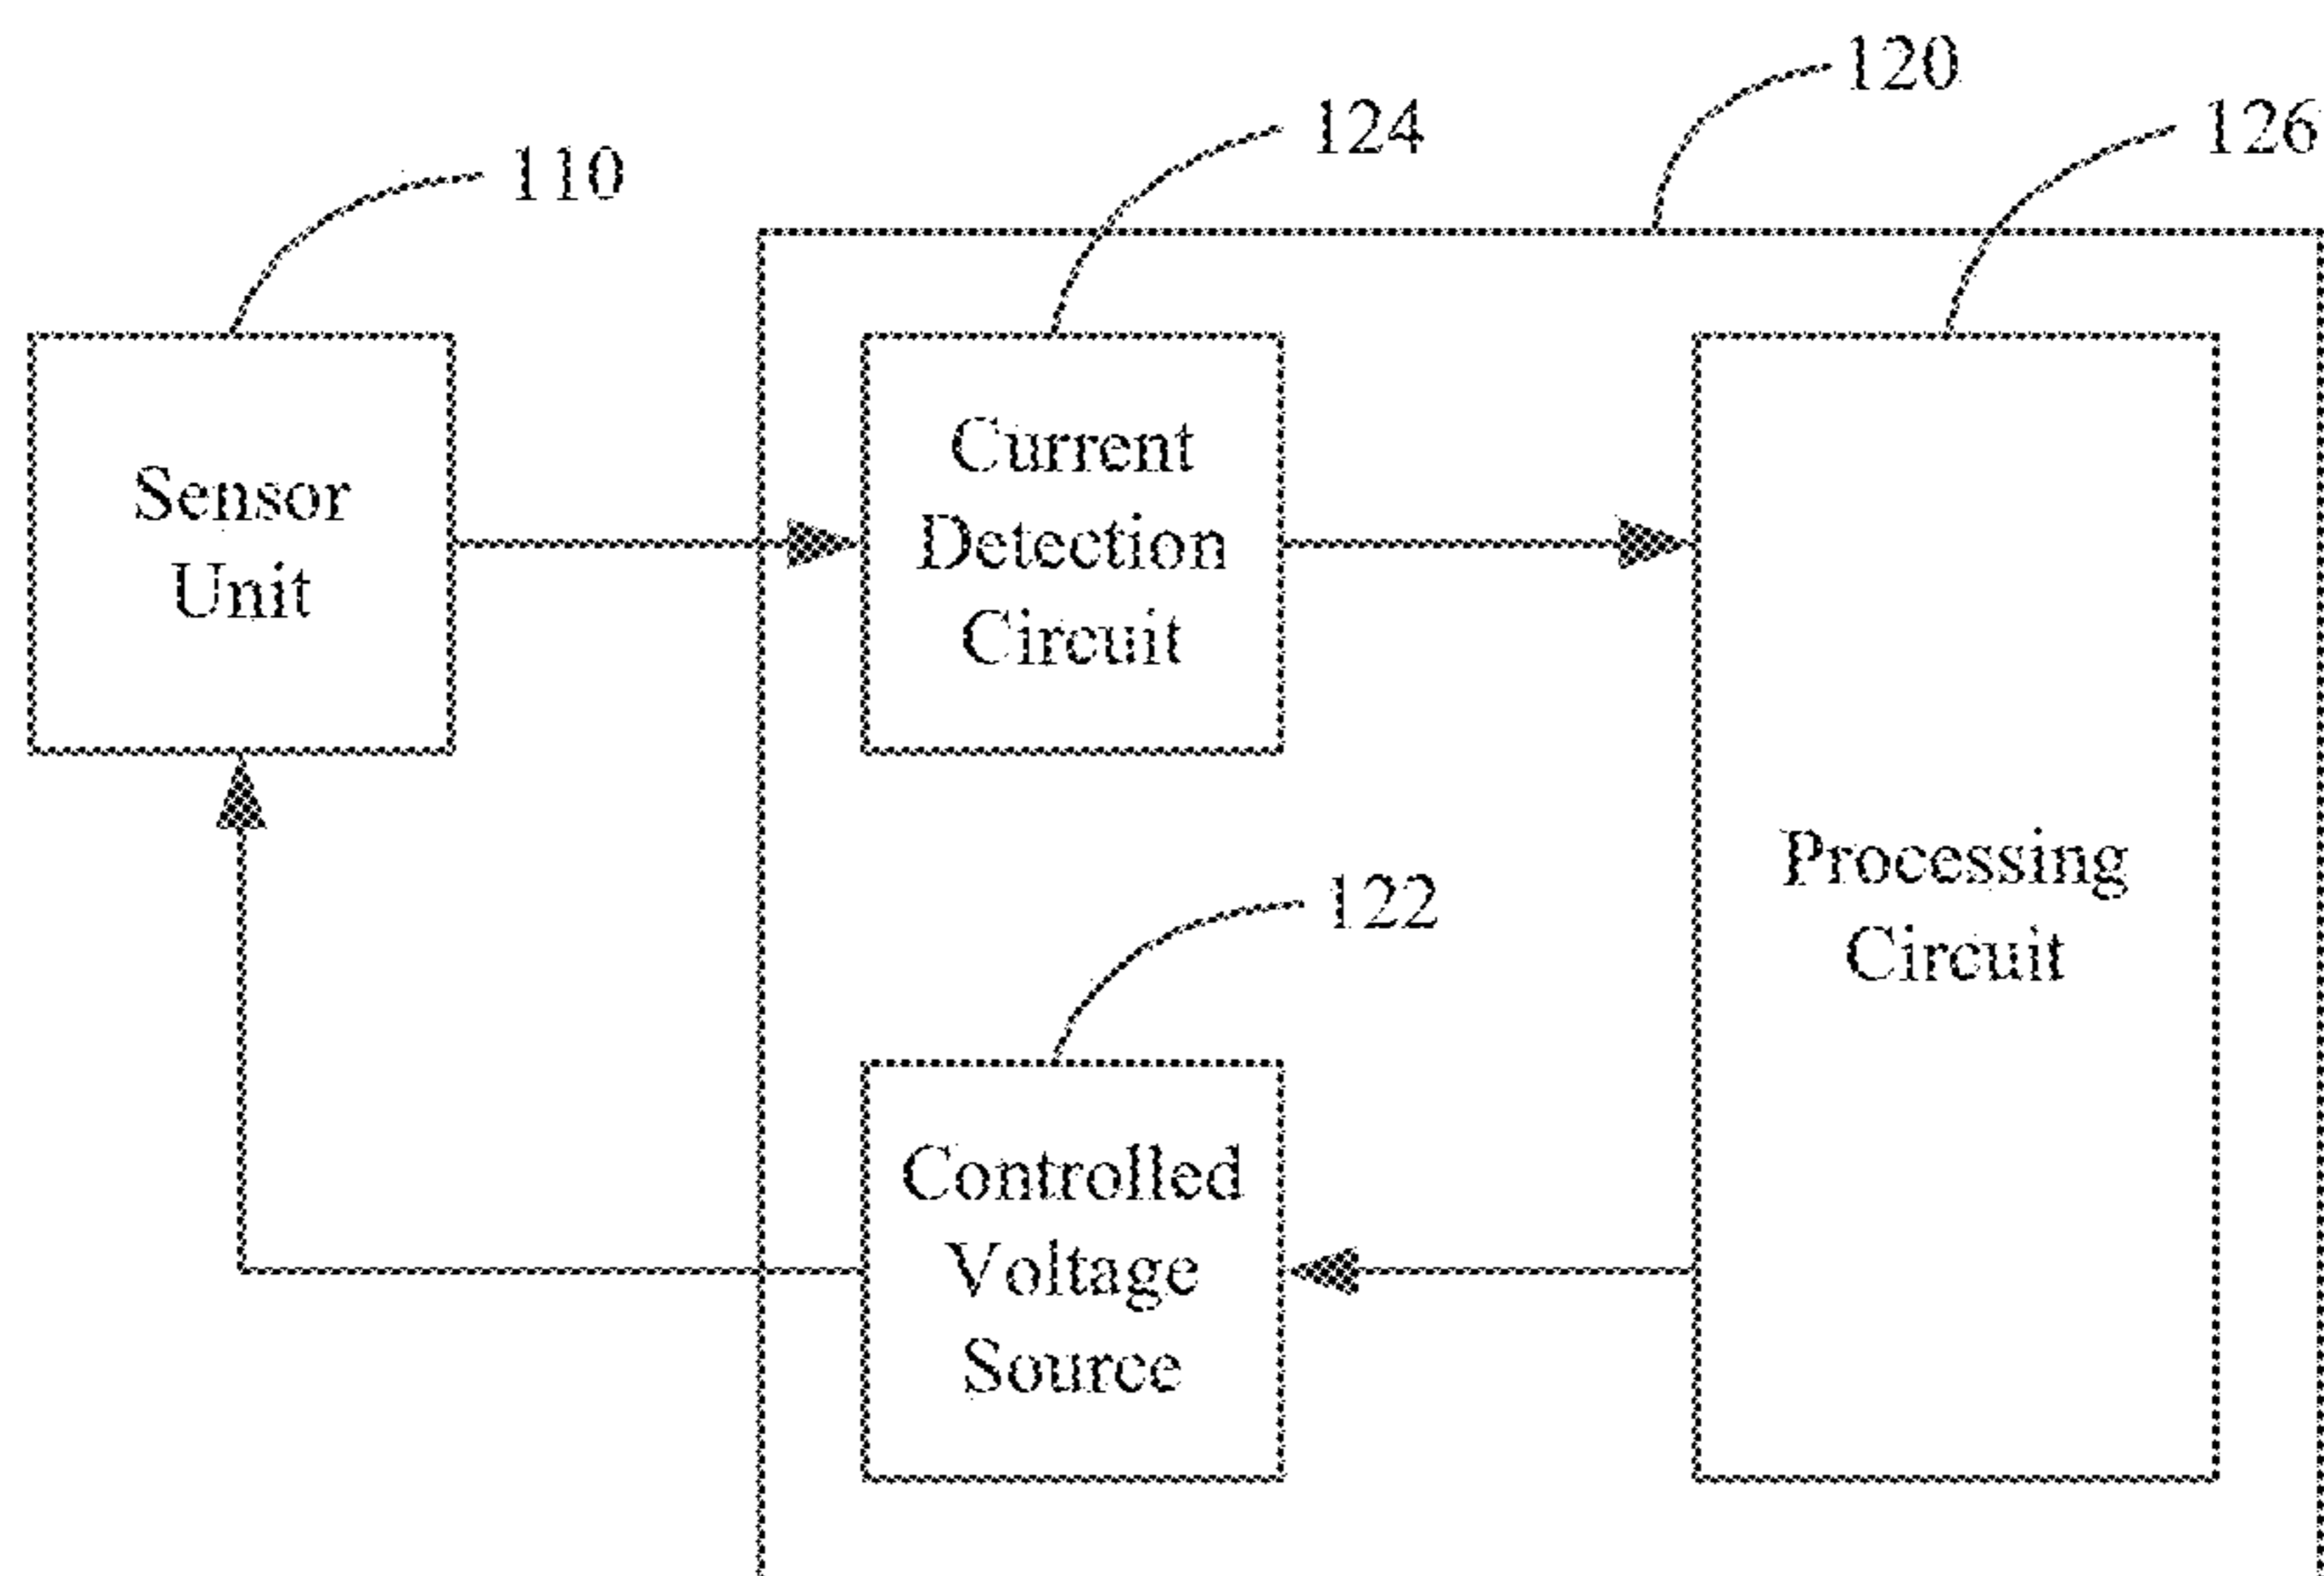 120
124
126
110
Current
Detection
Circuit
Sensor
Unit
Processing
Circuit
122
Controlled
Voltage
Source